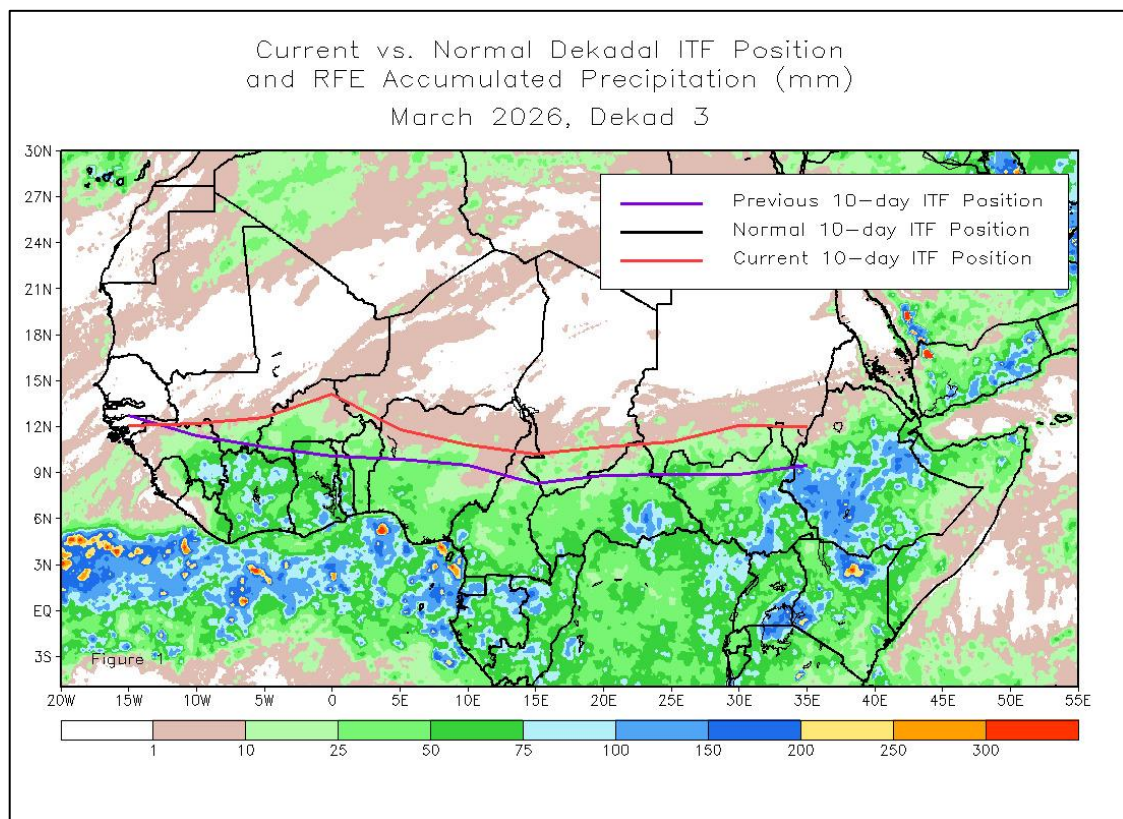 Current vs. Normal Dekadal ITF Position
and RFE Accumulated Precipitation (mm)
March 2026, Dekad 3
30N
27N
24N
21N
18N
15N
12N
9N
6N
3N
EQ
3S
Previous 10-day ITF Position
Normal 10-day ITF Position
Current 10-day ITF Position
Figure 1
20W 15W 10W 5W 0 5E 10E 15E 20E 25E 30E 35E 40E 45E 50E 55E
1 10 25 50 75 100 150 200 250 300